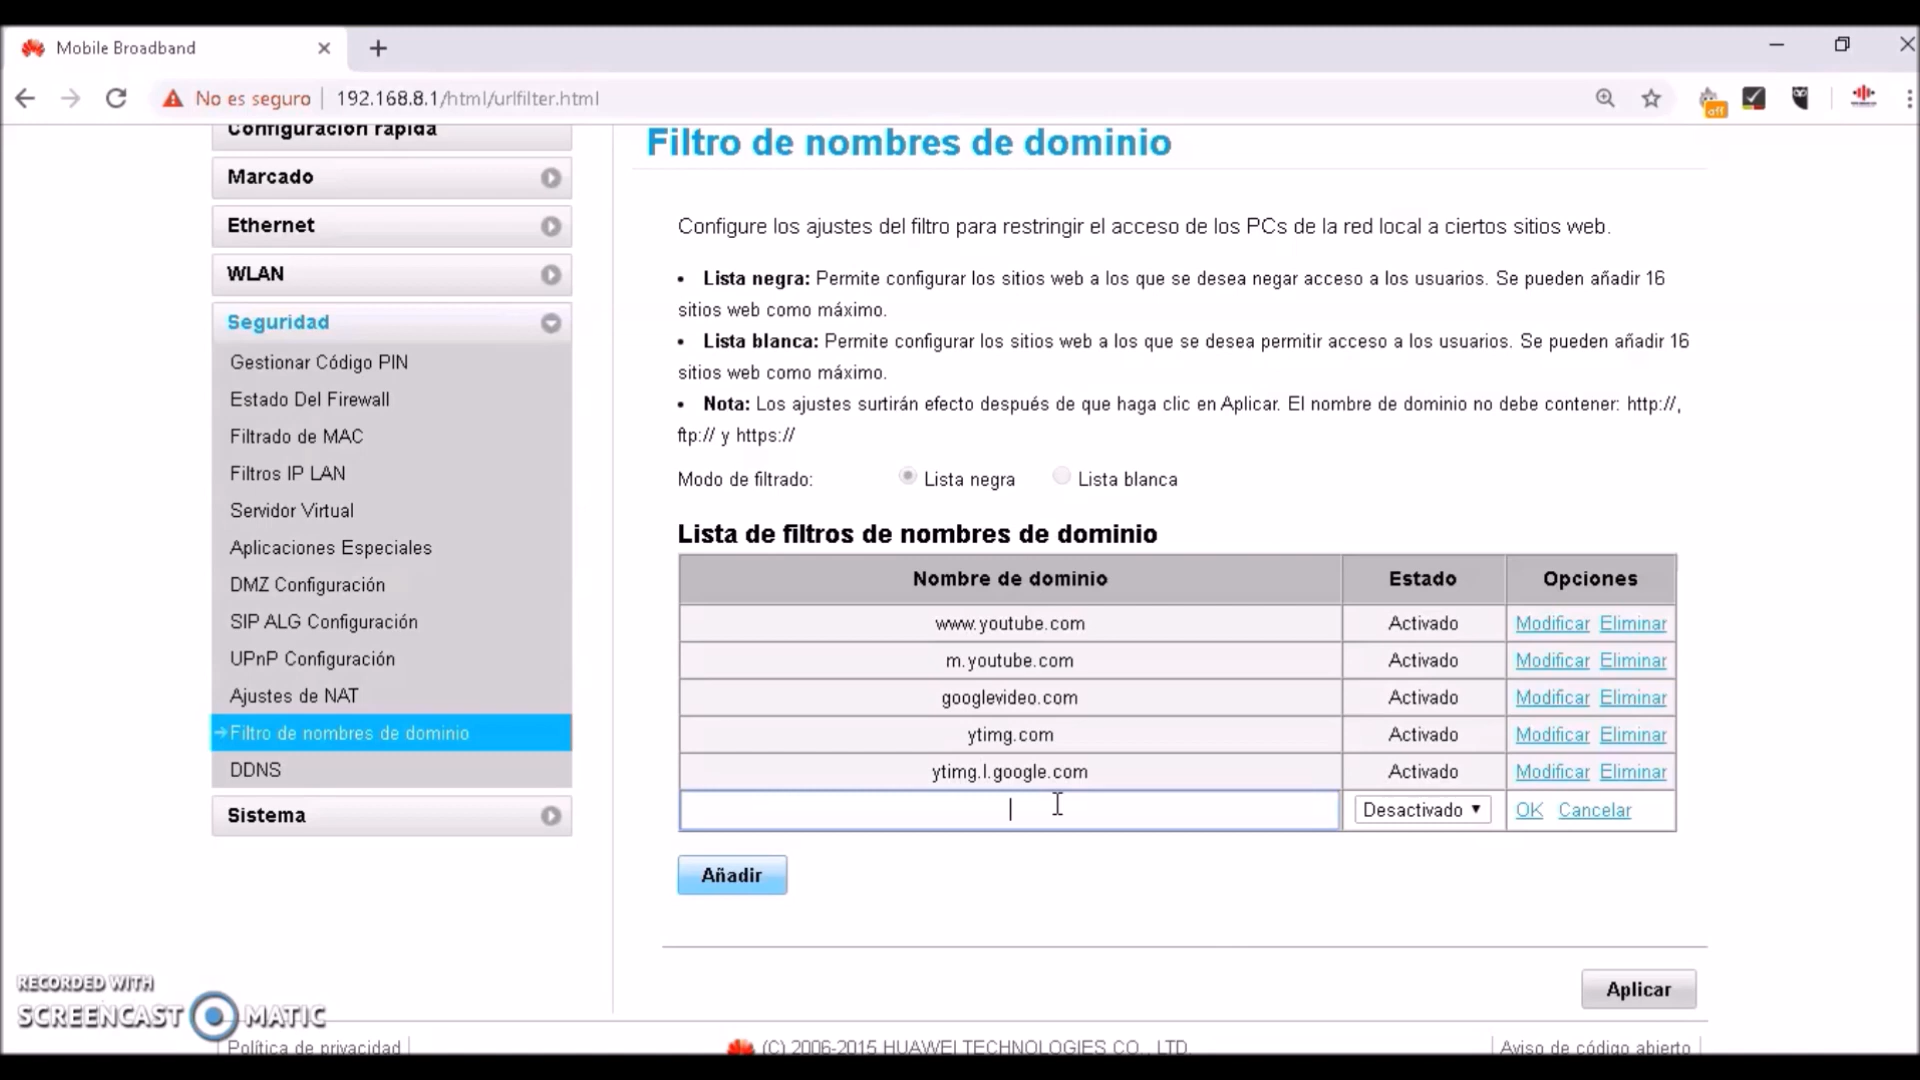 Mobile Broadband
No es seguro
192.168.8.1/html/urlfilter.html
off
Configuración rápida
Marcado
Ethernet
WLAN
Seguridad
Gestionar Código PIN
Estado Del Firewall
Filtrado de MAC
Filtros IP LAN
Servidor Virtual
Aplicaciones Especiales
DMZ Configuración
SIP ALG Configuración
UPnP Configuración
Ajustes de NAT
Filtro de nombres de dominio
DDNS
Sistema
Filtro de nombres de dominio
Configure los ajustes del filtro para restringir el acceso de los PCs de la red local a ciertos sitios web.
• Lista negra: Permite configurar los sitios web a los que se desea negar acceso a los usuarios. Se pueden añadir 16
sitios web como máximo.
• Lista blanca: Permite configurar los sitios web a los que se desea permitir acceso a los usuarios. Se pueden añadir 16
sitios web como máximo.
• Nota: Los ajustes surtirán efecto después de que haga clic en Aplicar. El nombre de dominio no debe contener: http://,
ftp:// y https://
Modo de filtrado: Lista negra Lista blanca
Lista de filtros de nombres de dominio
Nombre de dominio Estado Opciones
www.youtube.com Activado Modificar Eliminar
m.youtube.com Activado Modificar Eliminar
googlevideo.com Activado Modificar Eliminar
ytimg.com Activado Modificar Eliminar
ytimg.l.google.com Activado Modificar Eliminar
Desactivado OK Cancelar
Añadir
Aplicar
RECORDED WITH
SCREENCAST MATIC
Política de privacidad
(C) 2006-2015 HUAWEI TECHNOLOGIES CO., LTD.
Aviso de código abierto